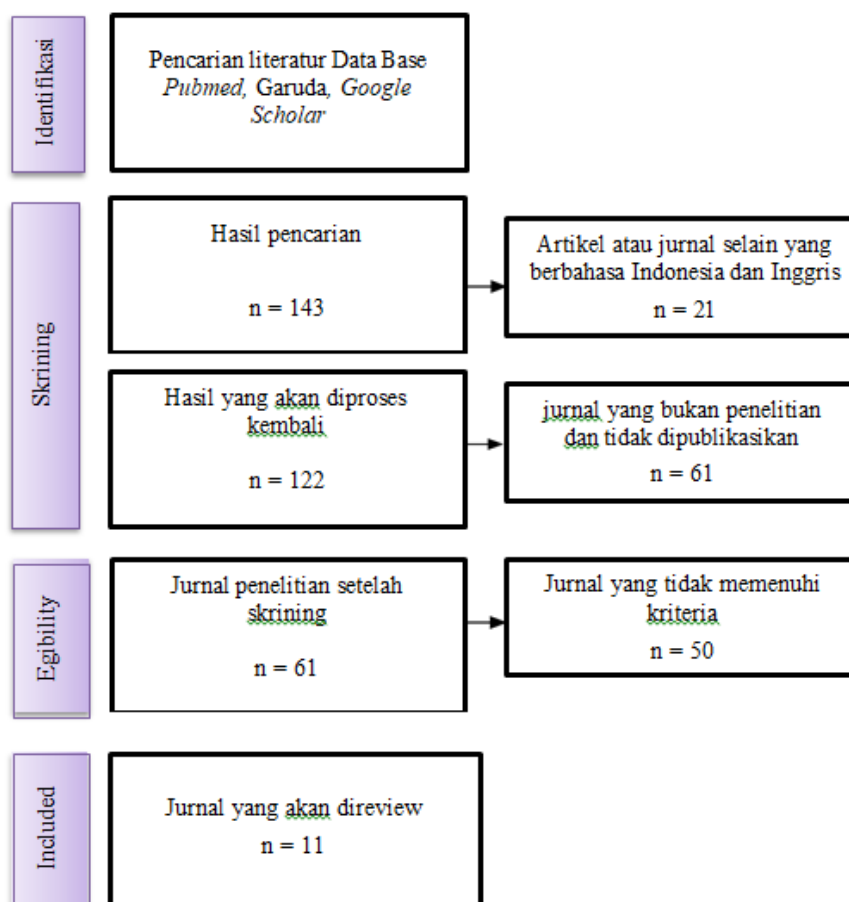 Identifikasi
Pencarian literatur Data Base
Pubmed, Garuda, Google
Scholar
Skrining
Hasil pencarian
n = 143
Artikel atau jurnal selain yang
berbahasa Indonesia dan Inggris
n = 21
Hasil yang akan diproses
kembali
n = 122
jurnal yang bukan penelitian
dan tidak dipublikasikan
n = 61
Egibility
Jurnal penelitian setelah
skrining
n = 61
Jurnal yang tidak memenuhi
kriteria
n = 50
Included
Jurnal yang akan direview
n = 11